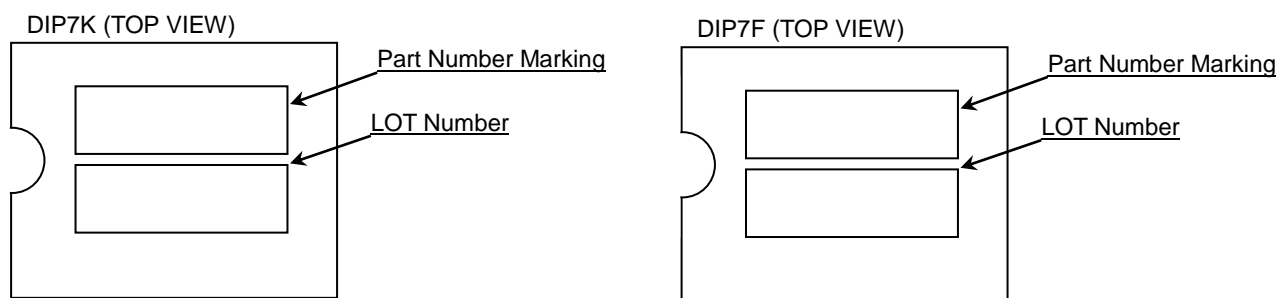 DIP7K (TOP VIEW)
Part Number Marking
LOT Number
DIP7F (TOP VIEW)
Part Number Marking
LOT Number